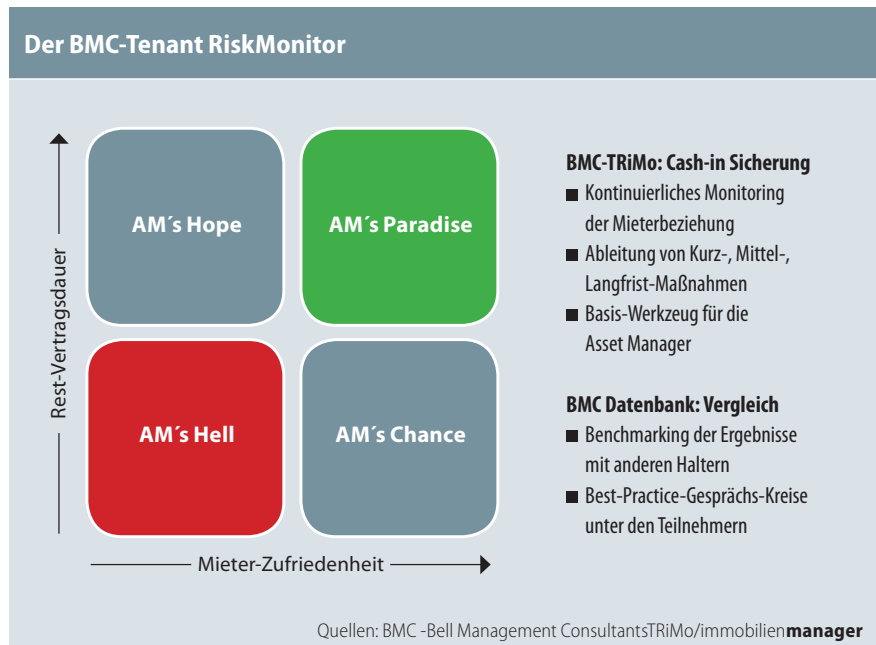 Der BMC-Tenant RiskMonitor
Rest-Vertragsdauer
AM´s Hope
AM´s Paradise
AM´s Hell
AM´s Chance
Mieter-Zufriedenheit
BMC-TRiMo: Cash-in Sicherung
■ Kontinuierliches Monitoring
der Mieterbeziehung
■ Ableitung von Kurz-, Mittel-,
Langfrist-Maßnahmen
■ Basis-Werkzeug für die
Asset Manager
BMC Datenbank: Vergleich
■ Benchmarking der Ergebnisse
mit anderen Haltern
■ Best-Practice-Gesprächs-Kreise
unter den Teilnehmern
Quellen: BMC -Bell Management ConsultantsTRiMo/immobilienmanager